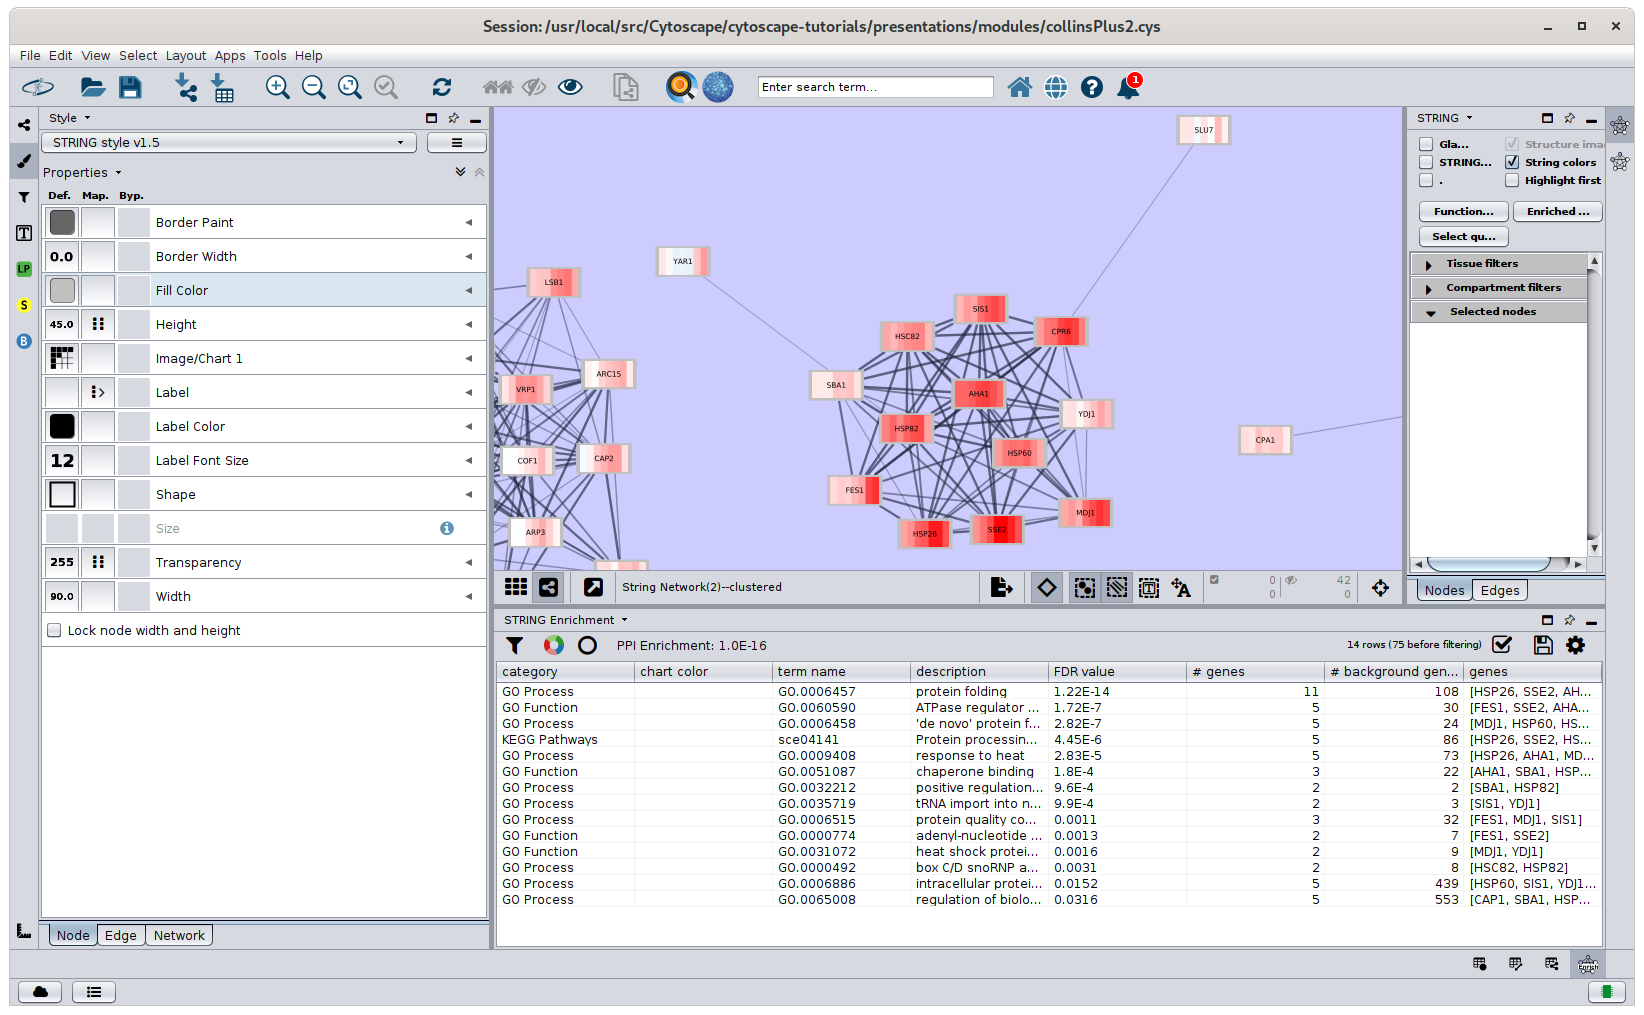 Session: /usr/local/src/Cytoscape/cytoscape-tutorials/presentations/modules/collinsPlus2.cys
File Edit View Select Layout Apps Tools Help
Enter search term...
1
Style
STRING style v1.5
Properties
Def. Map. Byp.
Border Paint
0.0 Border Width
Fill Color
45.0 Height
Image/Chart 1
Label
Label Color
12 Label Font Size
Shape
Size
255 Transparency
90.0 Width
Lock node width and height
Node Edge Network
LP
S
B
SLU7
YAR1
LSB1
SIS1
HSC82
CPR6
ARC15
SBA1
VRP1
AHA1
YDJ1
HSP82
CPA1
HSP60
COF1
CAP2
FES1
MDJ1
ARP3
HSP26
SSE2
String Network(2)--clustered
0
0
42
0
STRING
Gla...
Structure ima
STRING...
String colors
.
Highlight first
Function...
Enriched ...
Select qu...
Tissue filters
Compartment filters
Selected nodes
Nodes Edges
STRING Enrichment
PPI Enrichment: 1.0E-16
14 rows (75 before filtering)
category chart color term name description FDR value # genes # background gen... genes
GO Process GO.0006457 protein folding 1.22E-14 11 108 [HSP26, SSE2, AH...
GO Function GO.0060590 ATPase regulator ... 1.72E-7 5 30 [FES1, SSE2, AHA...
GO Process GO.0006458 'de novo' protein f... 2.82E-7 5 24 [MDJ1, HSP60, HS...
KEGG Pathways sce04141 Protein processin... 4.45E-6 5 86 [HSP26, SSE2, HS...
GO Process GO.0009408 response to heat 2.83E-5 5 73 [HSP26, AHA1, MD...
GO Function GO.0051087 chaperone binding 1.8E-4 3 22 [AHA1, SBA1, HSP...
GO Process GO.0032212 positive regulation... 9.6E-4 2 2 [SBA1, HSP82]
GO Process GO.0035719 tRNA import into n... 9.9E-4 2 3 [SIS1, YDJ1]
GO Process GO.0006515 protein quality co... 0.0011 3 32 [FES1, MDJ1, SIS1]
GO Function GO.0000774 adenyl-nucleotide ... 0.0013 2 7 [FES1, SSE2]
GO Function GO.0031072 heat shock protei... 0.0016 2 9 [MDJ1, YDJ1]
GO Process GO.0000492 box C/D snoRNP a... 0.0031 2 8 [HSC82, HSP82]
GO Process GO.0006886 intracellular protei... 0.0152 5 439 [HSP60, SIS1, YDJ1...
GO Process GO.0065008 regulation of biolo... 0.0316 5 553 [CAP1, SBA1, HSP...
Enrich